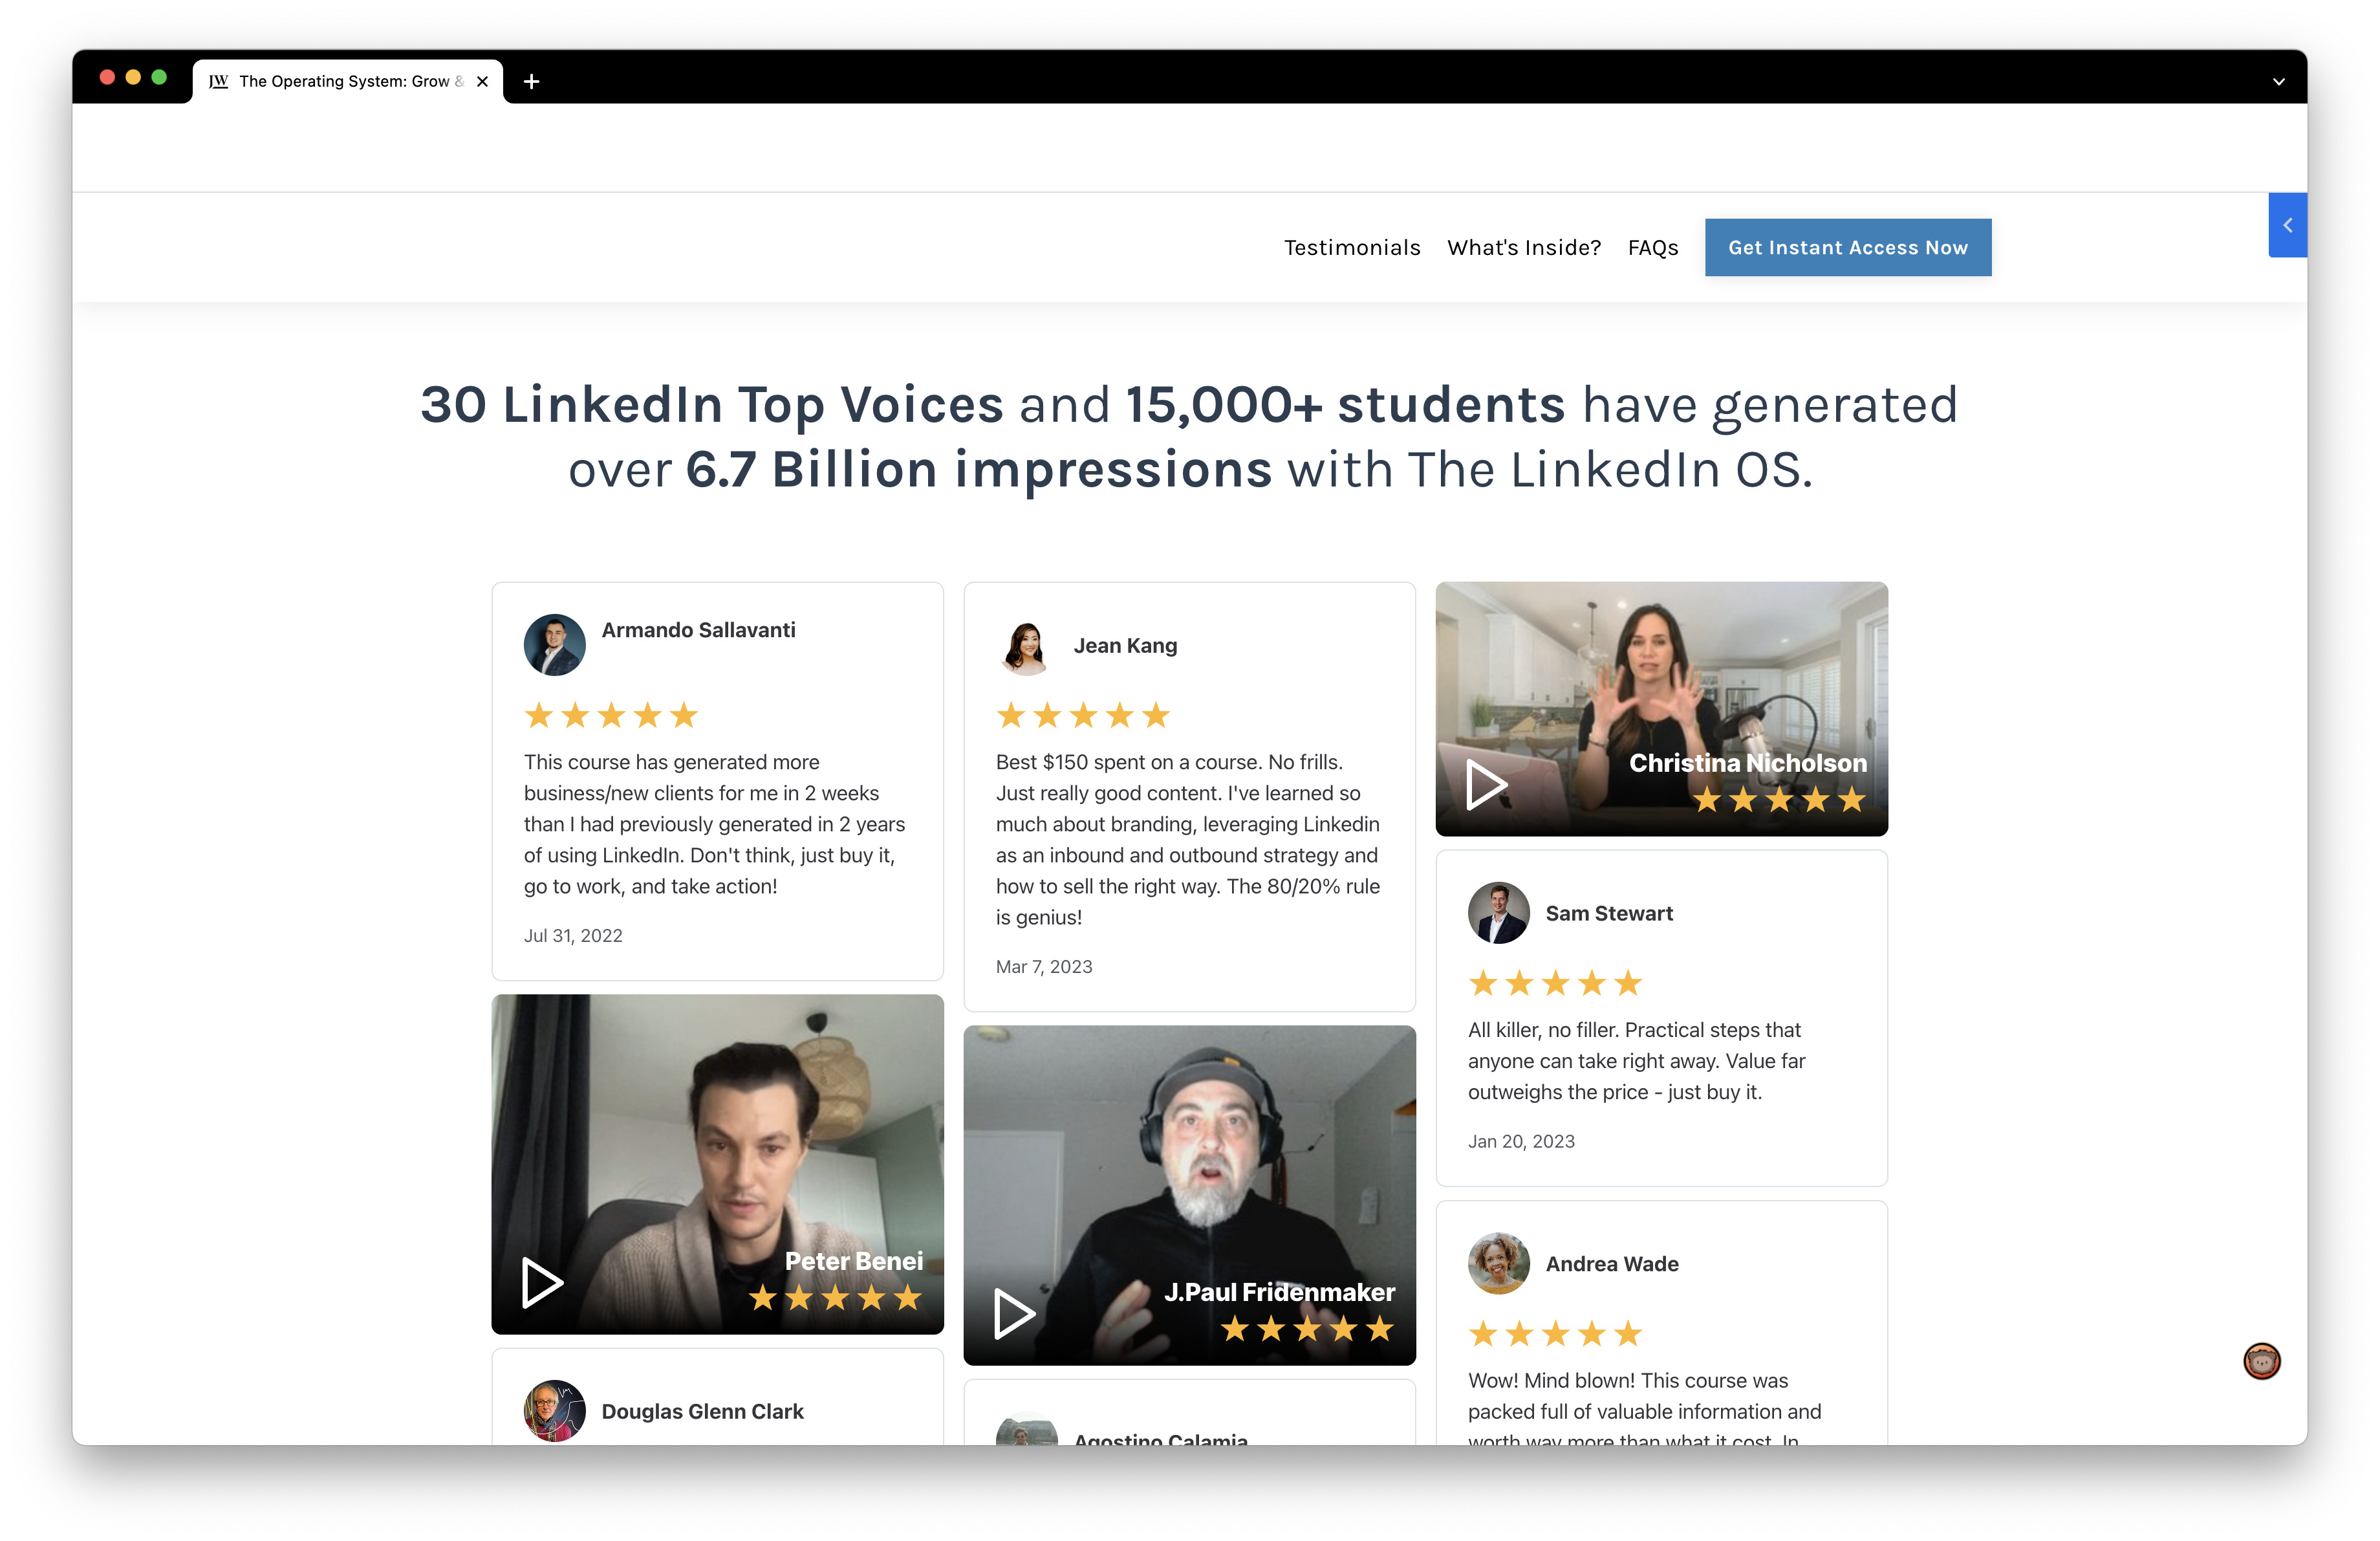 JW The Operating System: Grow &
Testimonials What's Inside? FAQs Get Instant Access Now
30 LinkedIn Top Voices and 15,000+ students have generated
over 6.7 Billion impressions with The LinkedIn OS.
Armando Sallavanti
This course has generated more
business/new clients for me in 2 weeks
than I had previously generated in 2 years
of using LinkedIn. Don't think, just buy it,
go to work, and take action!
Jul 31, 2022
Peter Benei
Douglas Glenn Clark
Jean Kang
Best $150 spent on a course. No frills.
Just really good content. I've learned so
much about branding, leveraging Linkedin
as an inbound and outbound strategy and
how to sell the right way. The 80/20% rule
is genius!
Mar 7, 2023
J.Paul Fridenmaker
Agostino Calamia
Christina Nicholson
Sam Stewart
All killer, no filler. Practical steps that
anyone can take right away. Value far
outweighs the price - just buy it.
Jan 20, 2023
Andrea Wade
Wow! Mind blown! This course was
packed full of valuable information and
worth way more than what it cost. In